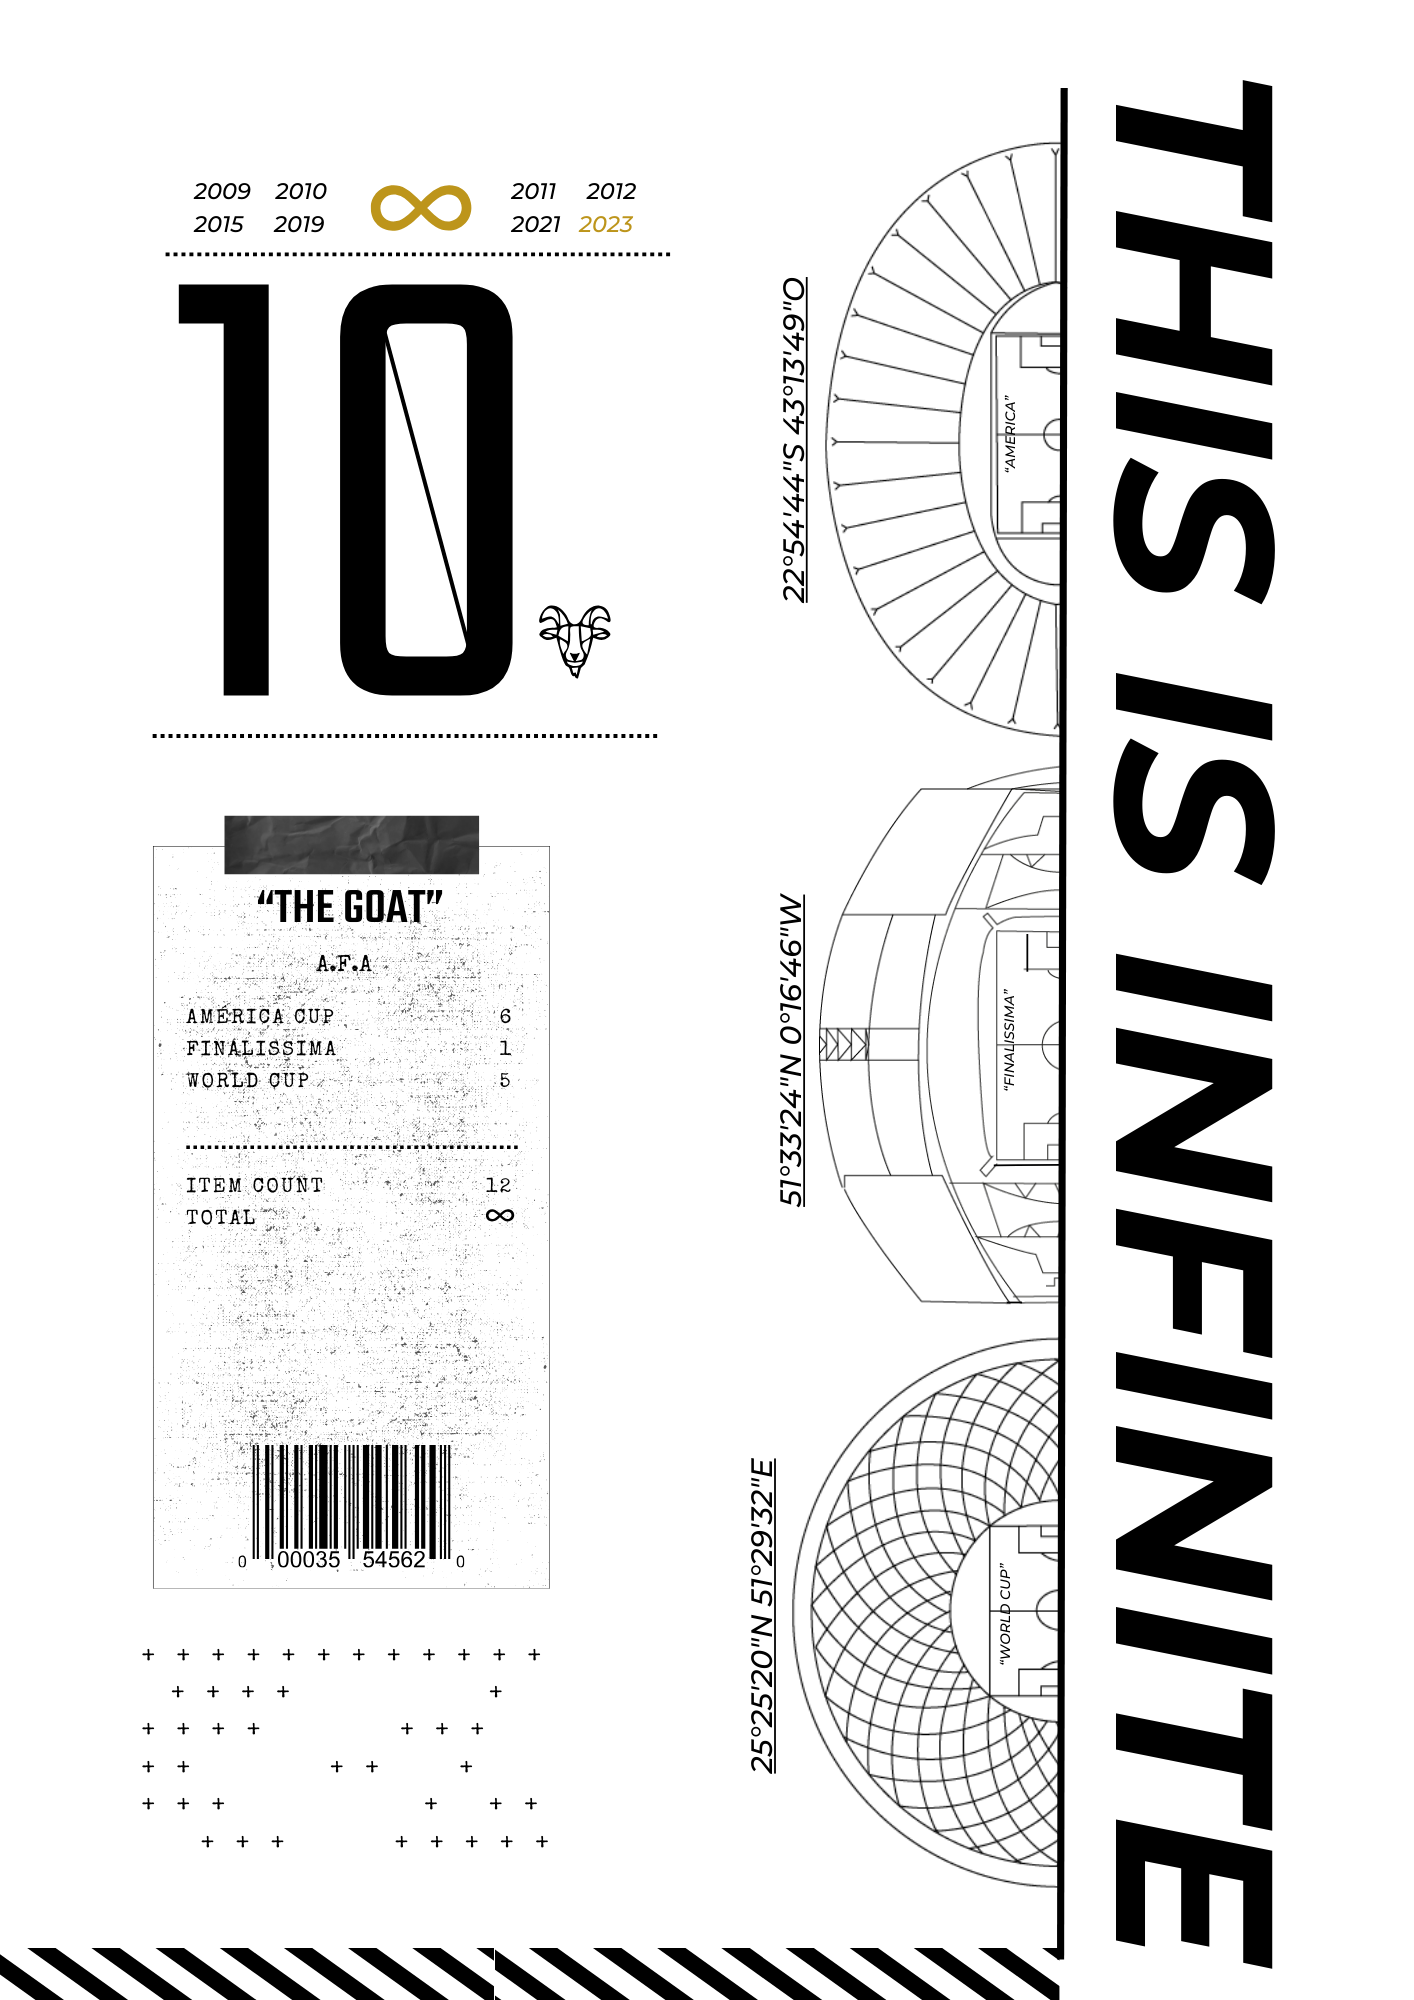 2009 2010 ∞ 2011 2012
2015 2019 2021 2023
10
“THE GOAT”
A.F.A
AMERICA CUP 6
FINALISSIMA 1
WORLD CUP 5
ITEM COUNT 12
TOTAL ∞
0 00035 54562 0
22°54'44"S 43°13'49"O
“AMERICA”
51°33'24"N 0°16'46"W
“FINALISSIMA”
25°25'20"N 51°29'32"E
“WORLD CUP”
THIS IS INFINITE